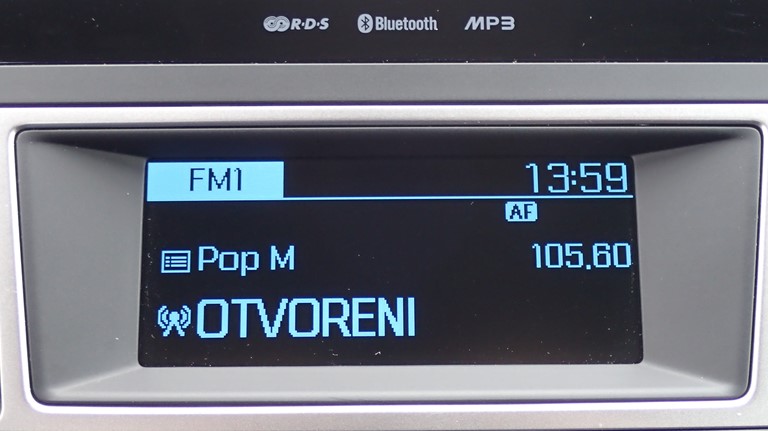 R·D·S Bluetooth MP3
FM1 13:59
AF
Pop M 105.60
OTVORENI